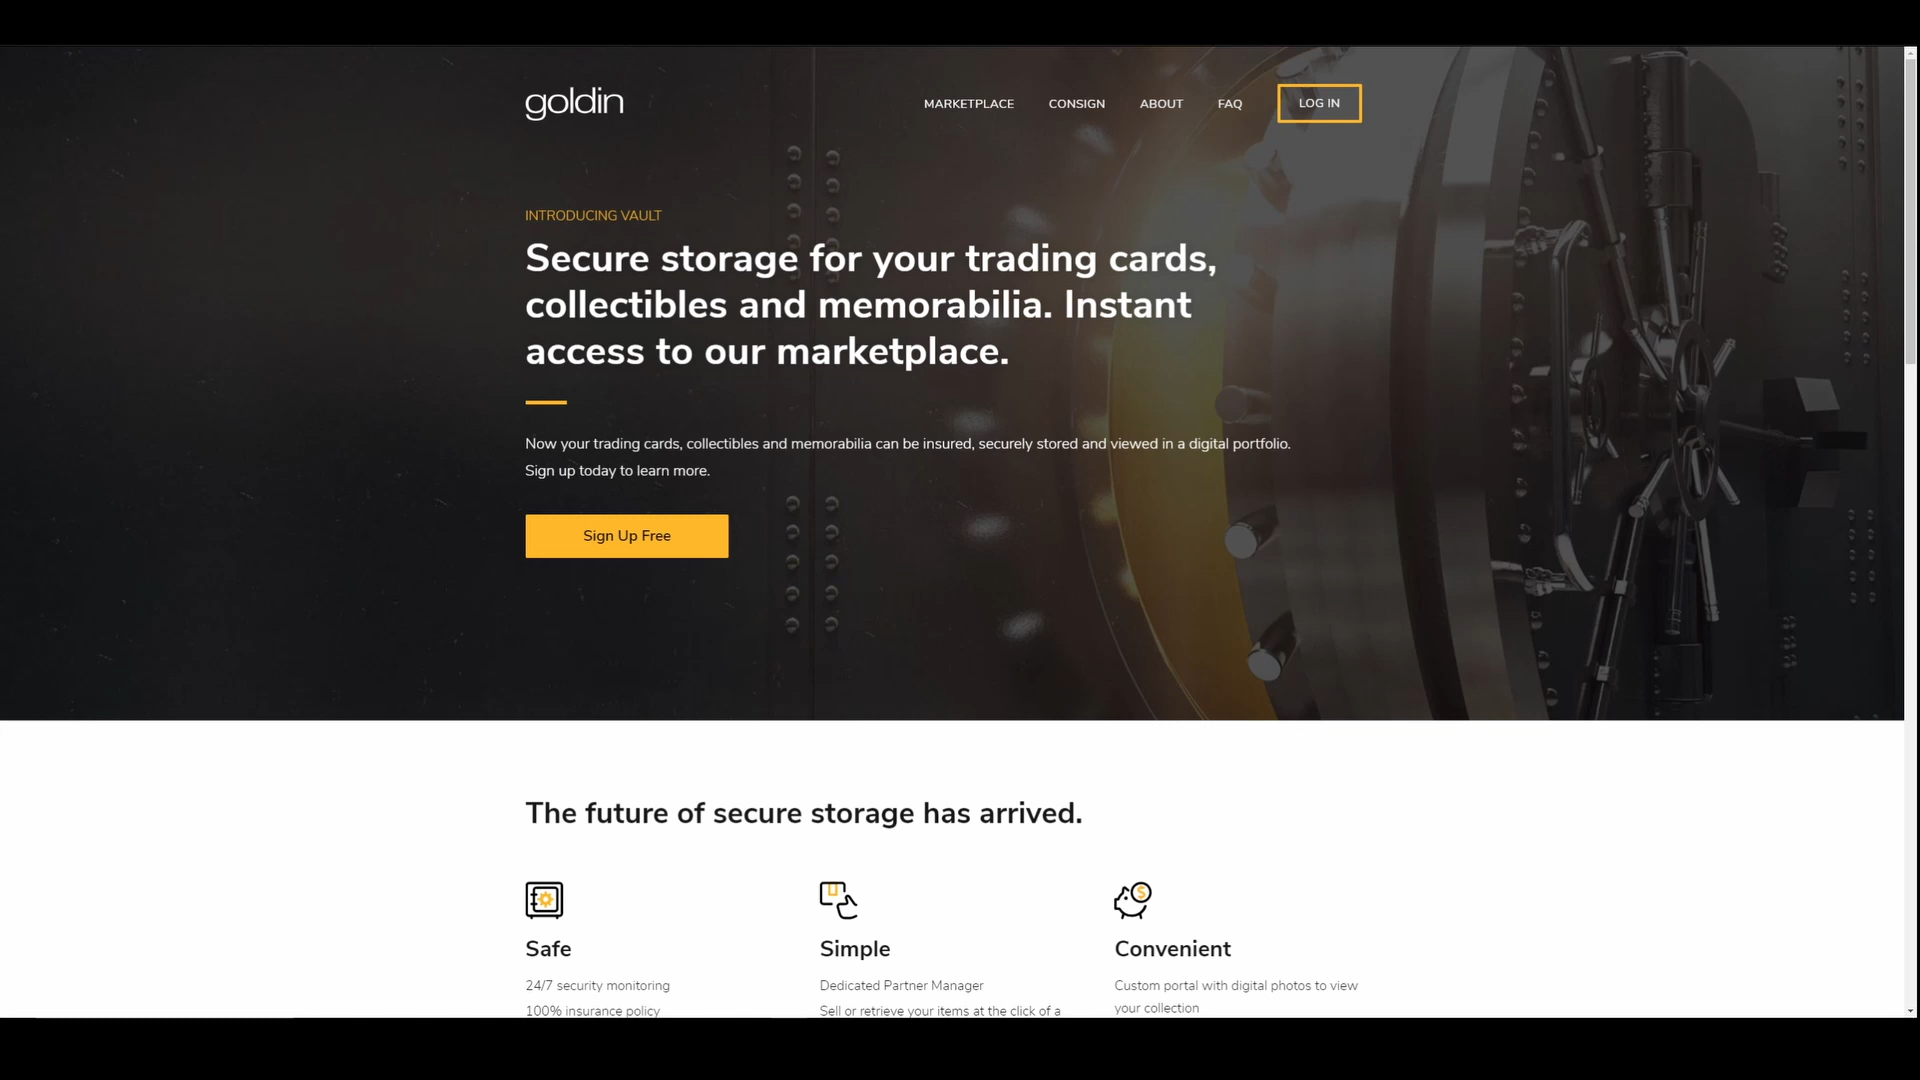 goldin
MARKETPLACE
CONSIGN
ABOUT
FAQ
LOG IN
INTRODUCING VAULT
Secure storage for your trading cards,
collectibles and memorabilia. Instant
access to our marketplace.
Now your trading cards, collectibles and memorabilia can be insured, securely stored and viewed in a digital portfolio.
Sign up today to learn more.
Sign Up Free
The future of secure storage has arrived.
Safe
24/7 security monitoring
100% insurance policy
Simple
Dedicated Partner Manager
Sell or retrieve your items at the click of a
Convenient
Custom portal with digital photos to view
your collection